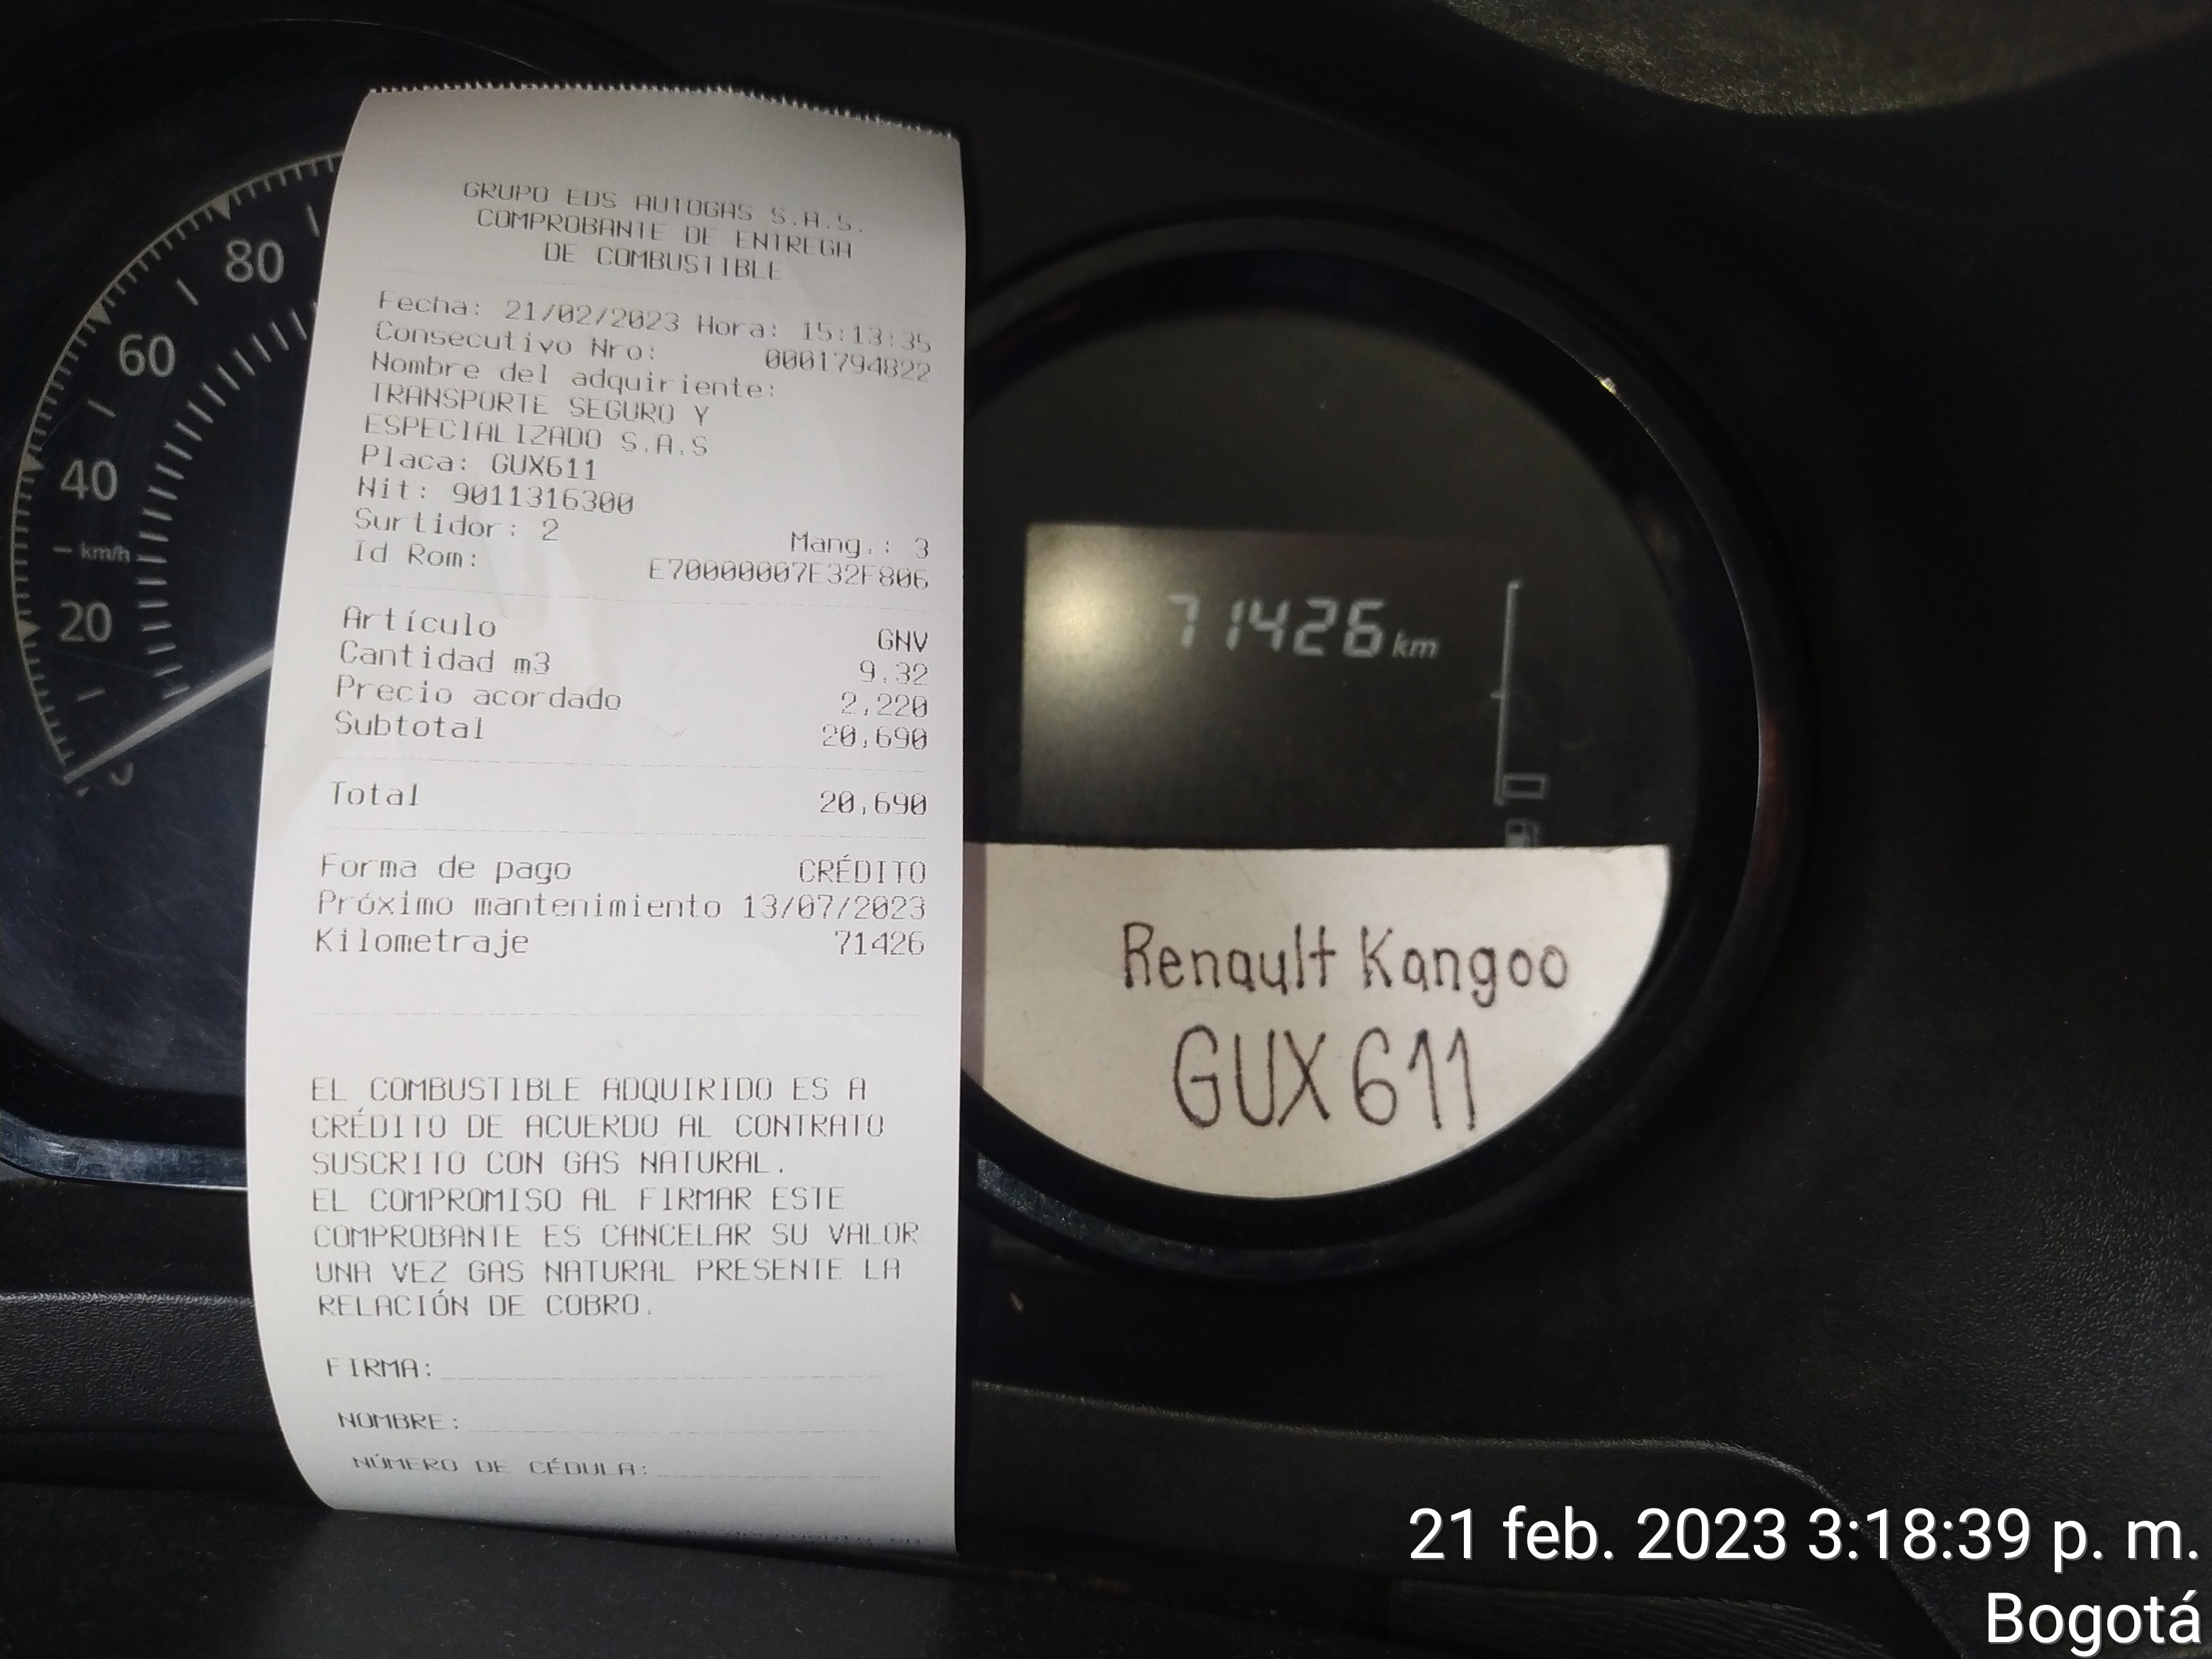 GRUPO EDS AUTOGAS S.A.S.
COMPROBANTE DE ENTREGA
DE COMBUSTIBLE
Fecha: 21/02/2023 Hora: 15:13:35
Consecutivo Nro: 0001794822
Nombre del adquiriente:
TRANSPORTE SEGURO Y
ESPECIALIZADO S.A.S
Placa: GUX611
Nit: 9011316300
Surtidor: 2 Mang.: 3
Id Rom: E70000007E32F806
Artículo GNV
Cantidad m3 9.32
Precio acordado 2,220
Subtotal 20,690
Total 20,690
Forma de pago CRÉDITO
Próximo mantenimiento 13/07/2023
Kilometraje 71426
EL COMBUSTIBLE ADQUIRIDO ES A
CRÉDITO DE ACUERDO AL CONTRATO
SUSCRITO CON GAS NATURAL.
EL COMPROMISO AL FIRMAR ESTE
COMPROBANTE ES CANCELAR SU VALOR
UNA VEZ GAS NATURAL PRESENTE LA
RELACIÓN DE COBRO.
FIRMA:
NOMBRE:
NÚMERO DE CÉDULA:
80
60
40
km/h
20
71426 km
Renault Kangoo
GUX611
21 feb. 2023 3:18:39 p. m.
Bogotá